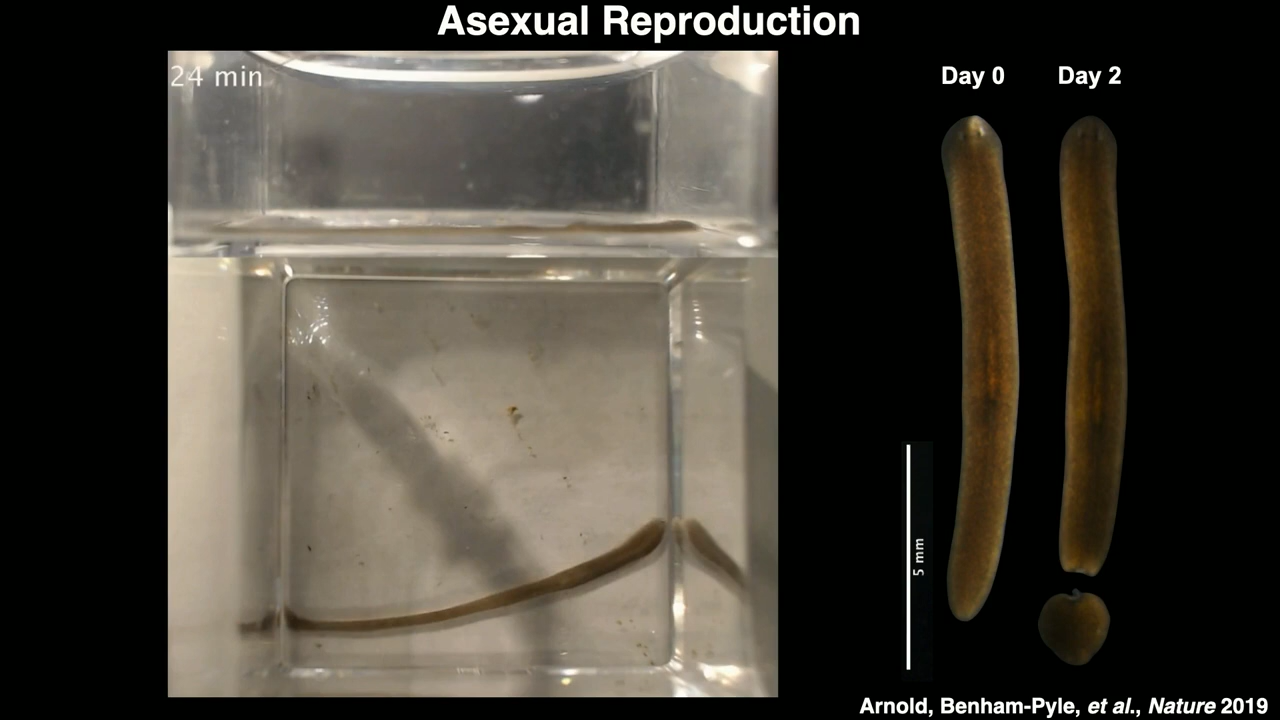 Asexual Reproduction
24 min
Day 0
Day 2
5 mm
Arnold, Benham-Pyle, et al., Nature 2019